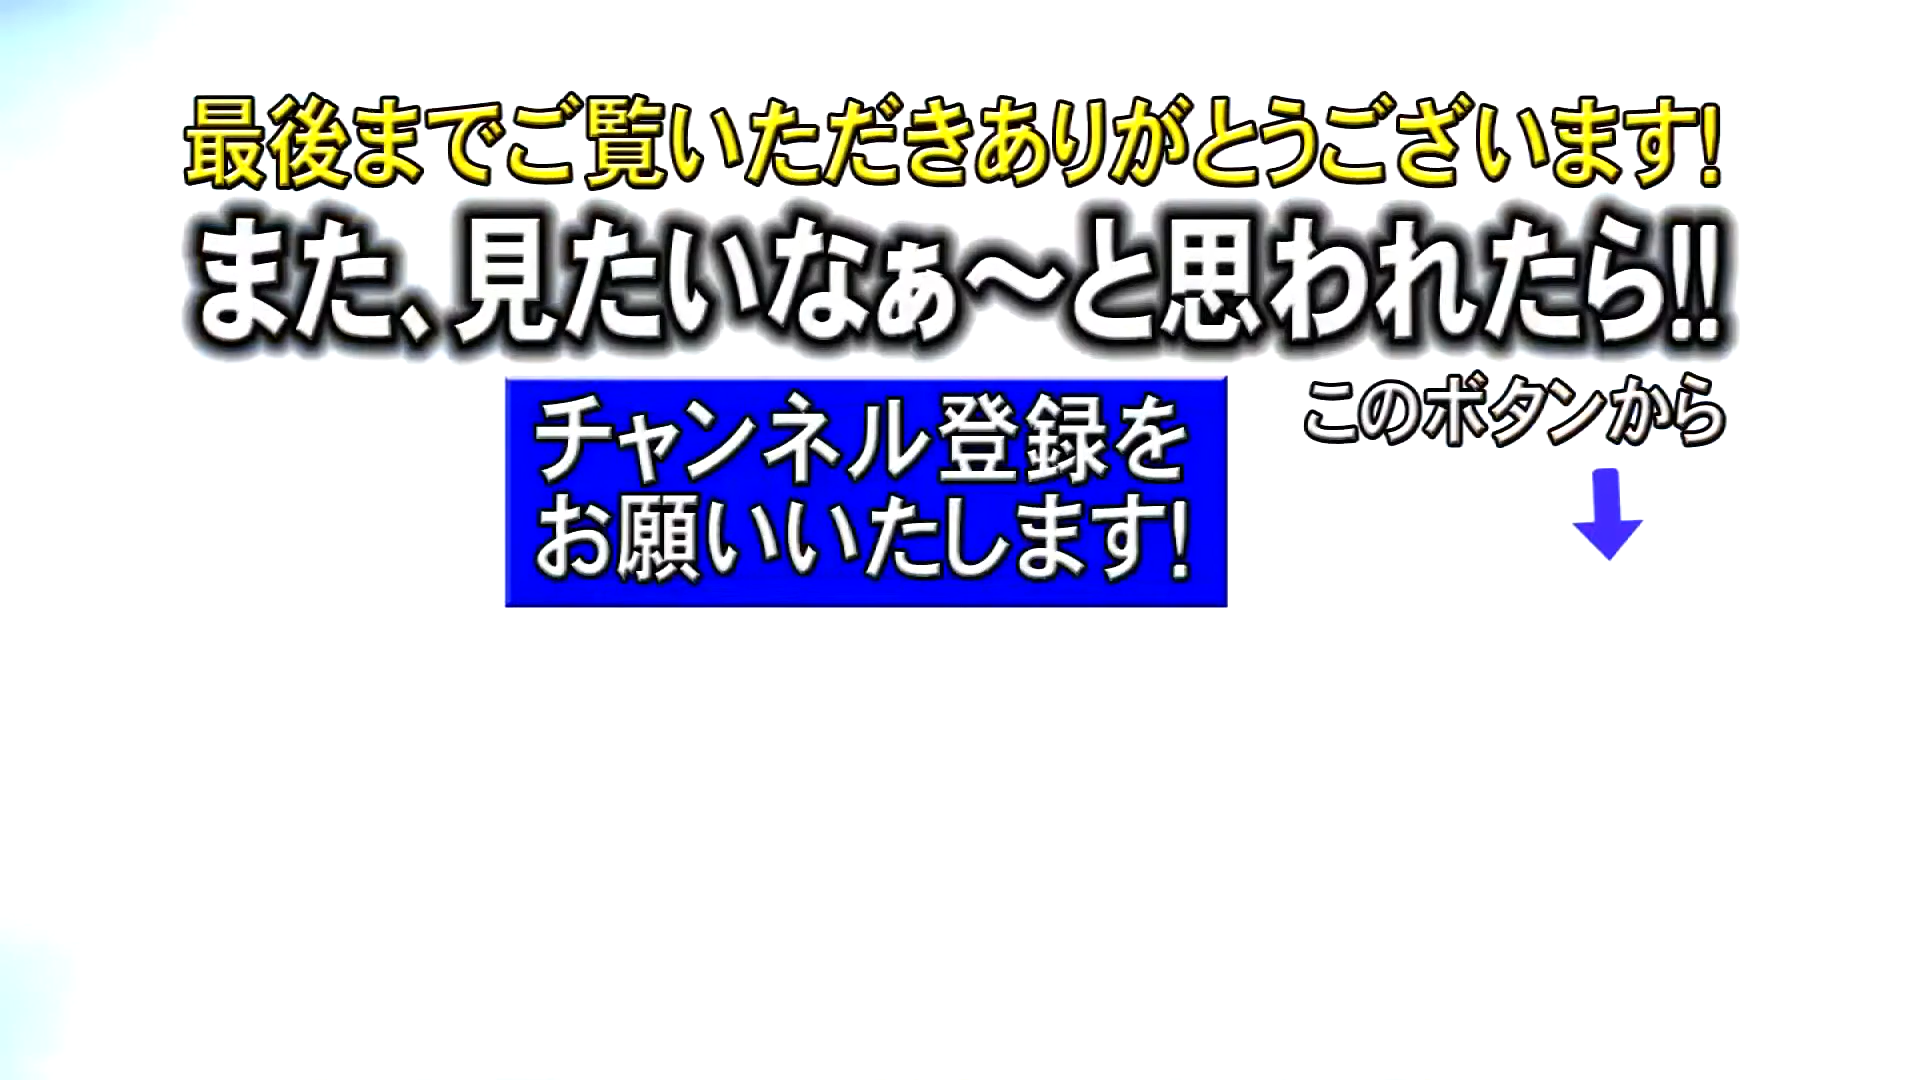 最後までご覧いただきありがとうございます!
また、見たいなぁ～と思われたら!!
チャンネル登録を
お願いいたします!
このボタンから